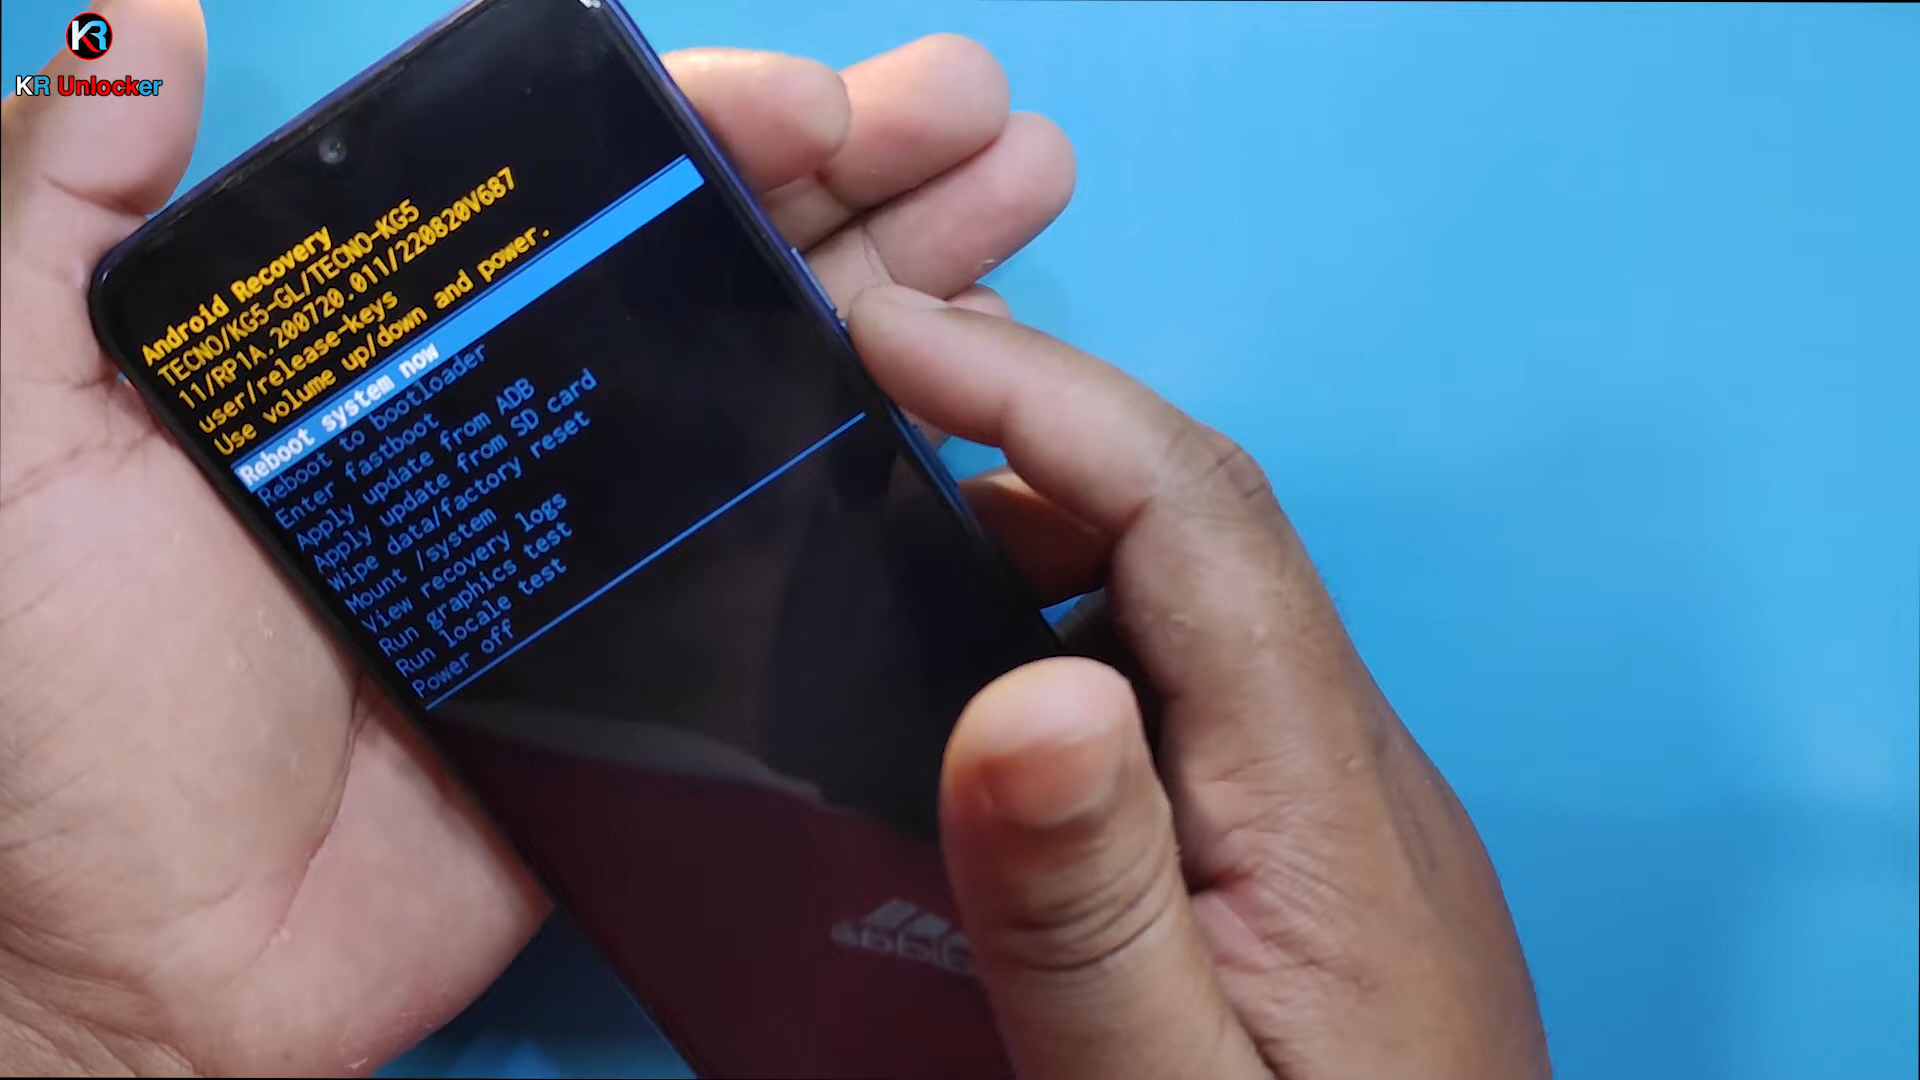 KR
KR Unlocker
Android Recovery
TECNO/KG5-GL/TECNO-KG5
11/RP1A.200720.011/220820V687
user/release-keys
Use volume up/down and power.
Reboot system now
Reboot to bootloader
Enter fastboot
Apply update from ADB
Apply update from SD card
Wipe data/factory reset
Mount /system
View recovery logs
Run graphics test
Run locale test
Power off